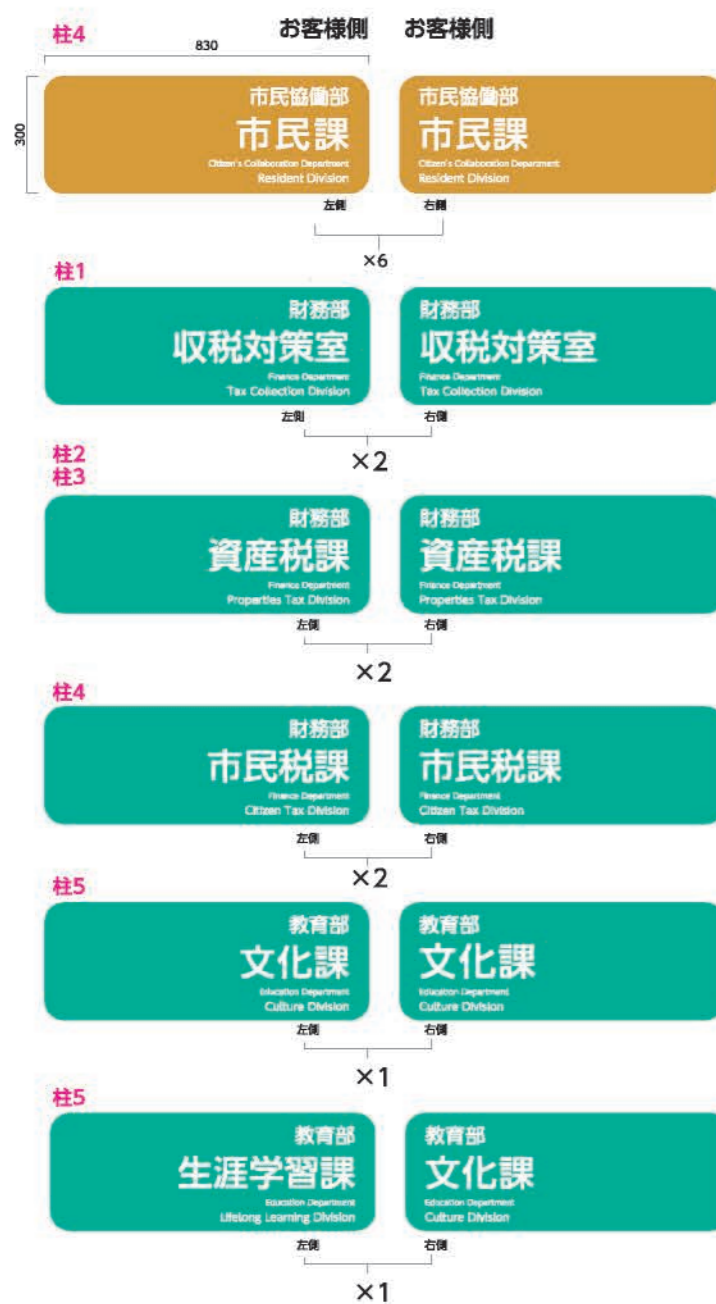 柱4
お客様側 お客様側
830
300
市民協働部
市民課
Citizen's Collaboration Department
Resident Division
市民協働部
市民課
Citizen's Collaboration Department
Resident Division
左側 右側
×6
柱1
財務部
収税対策室
Finance Department
Tax Collection Division
財務部
収税対策室
Finance Department
Tax Collection Division
左側 右側
×2
柱2
柱3
財務部
資産税課
Finance Department
Properties Tax Division
財務部
資産税課
Finance Department
Properties Tax Division
左側 右側
×2
柱4
財務部
市民税課
Finance Department
Citizen Tax Division
財務部
市民税課
Finance Department
Citizen Tax Division
左側 右側
×2
柱5
教育部
文化課
Education Department
Culture Division
教育部
文化課
Education Department
Culture Division
左側 右側
×1
柱5
教育部
生涯学習課
Education Department
Lifelong Learning Division
教育部
文化課
Education Department
Culture Division
左側 右側
×1